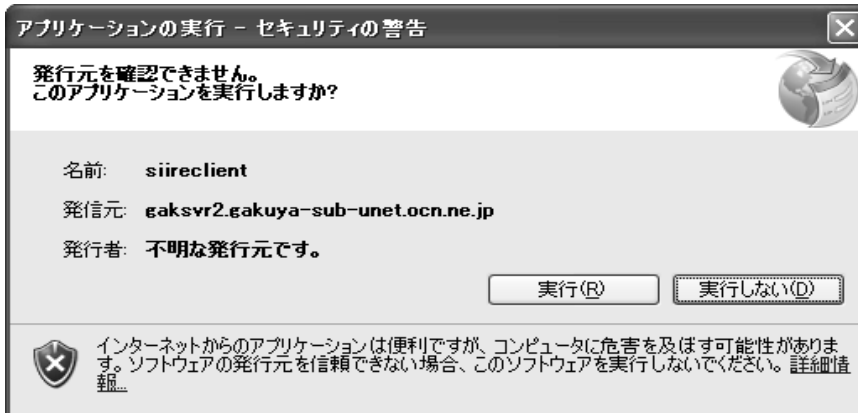 アプリケーションの実行 - セキュリティの警告
発行元を確認できません。
このアプリケーションを実行しますか?
名前: siireclient
発信元: gaksvr2.gakuya-sub-unet.ocn.ne.jp
発行者: 不明な発行元です。
実行(R) 実行しない(D)
インターネットからのアプリケーションは便利ですが、コンピュータに危害を及ぼす可能性がありま
す。ソフトウェアの発行元を信頼できない場合、このソフトウェアを実行しないでください。詳細情
報...